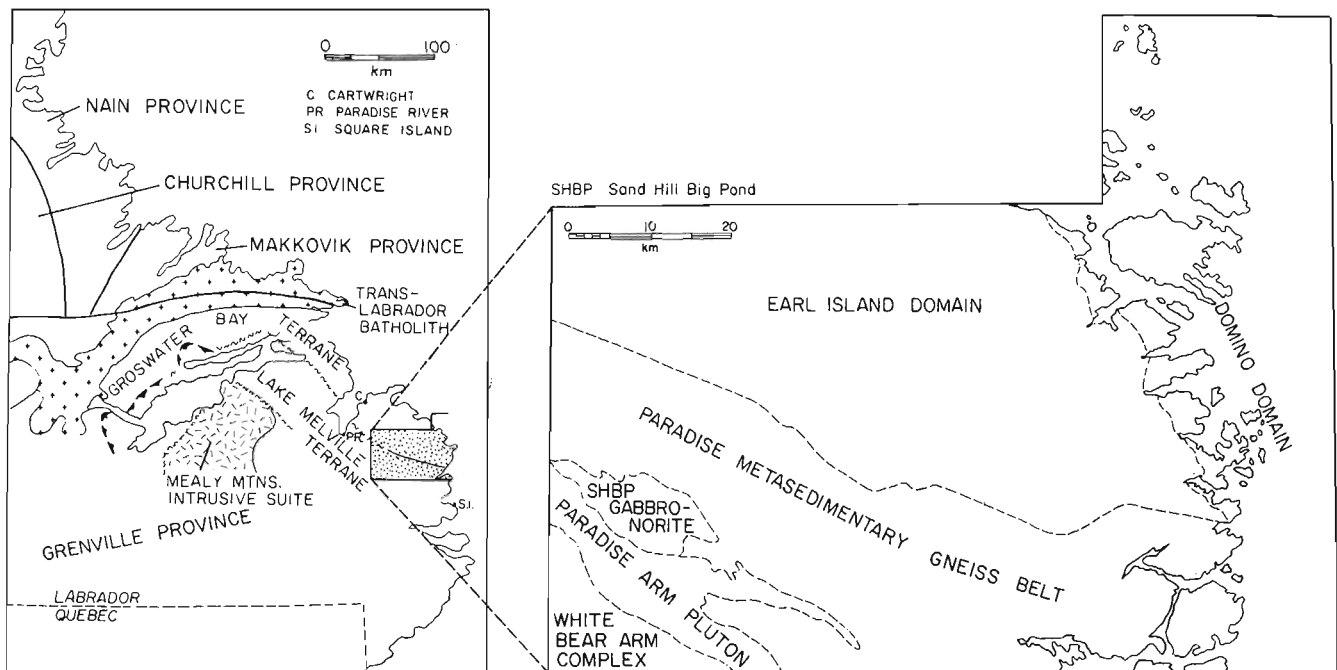 0 100
km
C CARTWRIGHT
PR PARADISE RIVER
S.I. SQUARE ISLAND
NAIN PROVINCE
CHURCHILL PROVINCE
MAKKOVIK PROVINCE
TRANS-
LABRADOR
BATHOLITH
GROSWATER BAY TERRANE
LAKE MELVILLE
TERRANE
C
PR
S.I.
MEALY MTNS.
INTRUSIVE SUITE
GRENVILLE PROVINCE
LABRADOR
QUEBEC
SHBP Sand Hill Big Pond
0 10 20
km
EARL ISLAND DOMAIN
DOMINO DOMAIN
PARADISE METASEDIMENTARY GNEISS BELT
SHBP
GABBRO-
NORITE
PARADISE ARM PLUTON
WHITE
BEAR ARM
COMPLEX